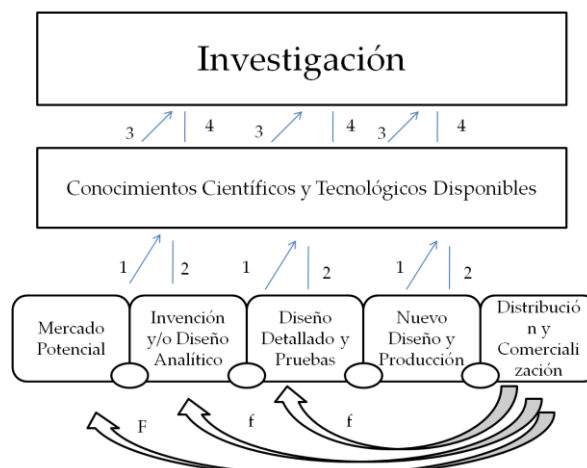 Investigación
3 4 3 4 3 4
Conocimientos Científicos y Tecnológicos Disponibles
1 2 1 2 1 2
Mercado
Potencial
Invención
y/o Diseño
Analítico
Diseño
Detallado y
Pruebas
Nuevo
Diseño y
Producción
Distribució
n y
Comerciali
zación
F f f